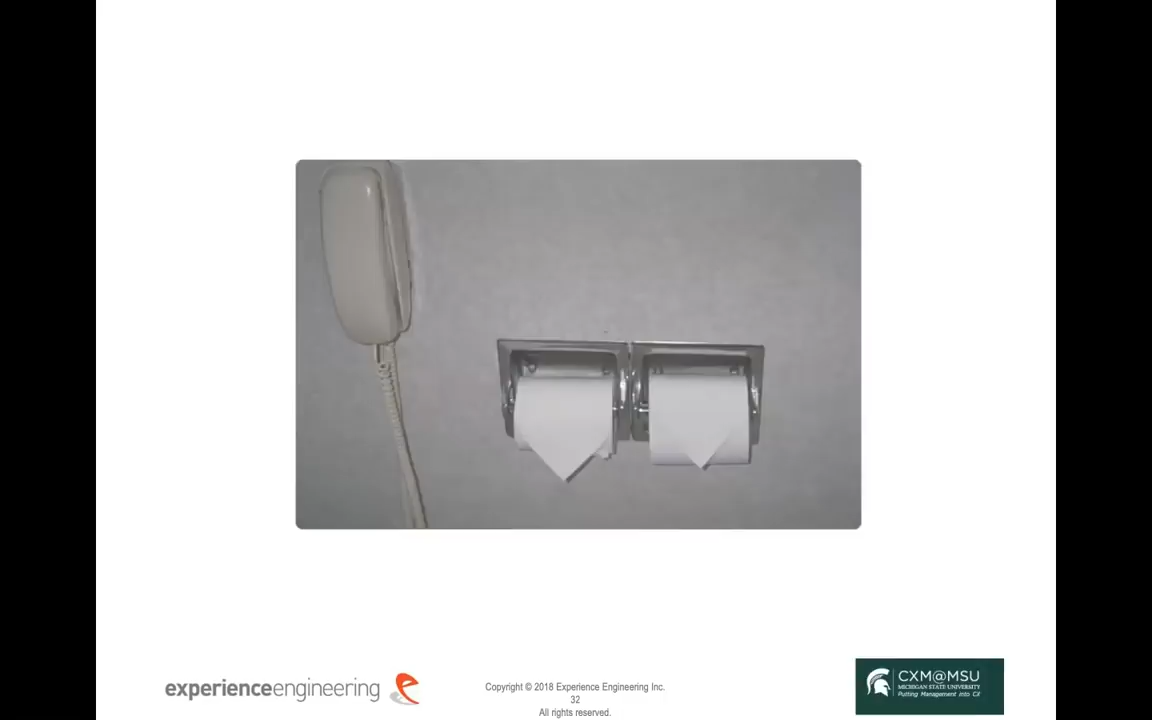 experienceengineering
Copyright © 2018 Experience Engineering Inc.
32
All rights reserved.
CXM@MSU
MICHIGAN STATE UNIVERSITY
Putting Management into CX